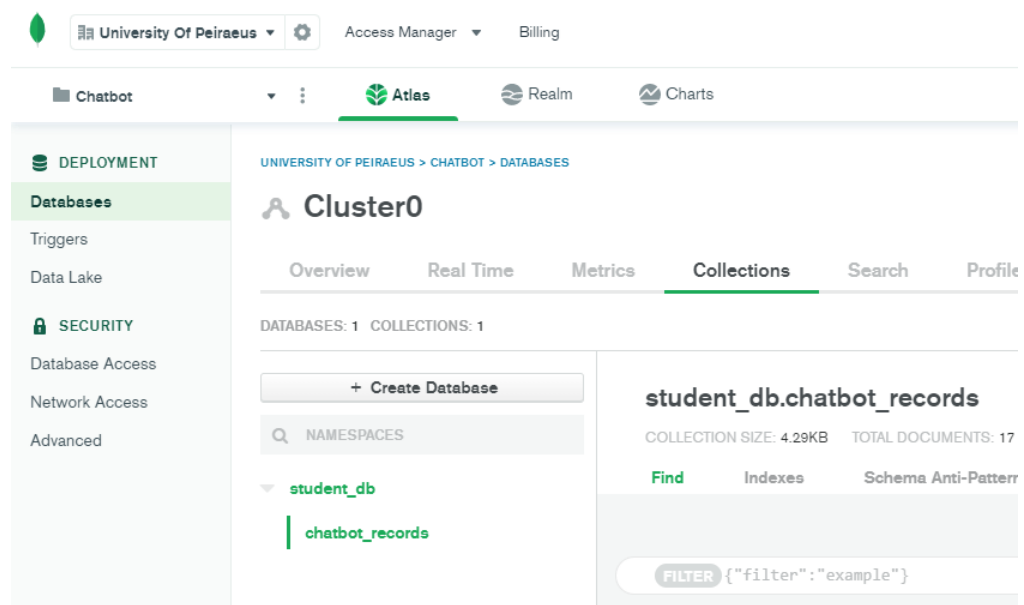 University Of Peiraeus
Access Manager
Billing
Chatbot
Atlas
Realm
Charts
DEPLOYMENT
Databases
Triggers
Data Lake
SECURITY
Database Access
Network Access
Advanced
UNIVERSITY OF PEIRAEUS > CHATBOT > DATABASES
Cluster0
Overview
Real Time
Metrics
Collections
Search
Profile
DATABASES: 1 COLLECTIONS: 1
+ Create Database
NAMESPACES
student_db
chatbot_records
student_db.chatbot_records
COLLECTION SIZE: 4.29KB TOTAL DOCUMENTS: 17
Find
Indexes
Schema Anti-Pattern
FILTER {"filter":"example"}